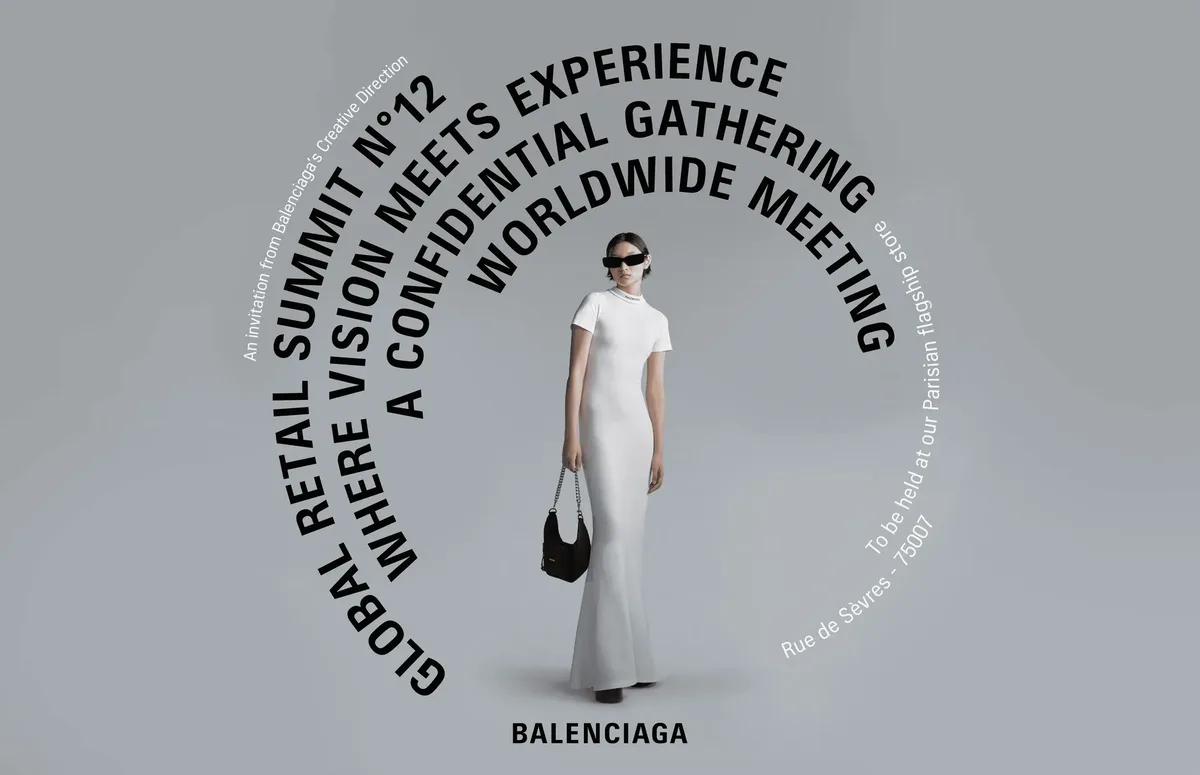 An invitation from Balenciaga's Creative Direction
GLOBAL RETAIL SUMMIT N°12
WHERE VISION MEETS EXPERIENCE
A CONFIDENTIAL GATHERING
WORLDWIDE MEETING
To be held at our Parisian flagship store
Rue de Sèvres - 75007
BALENCIAGA